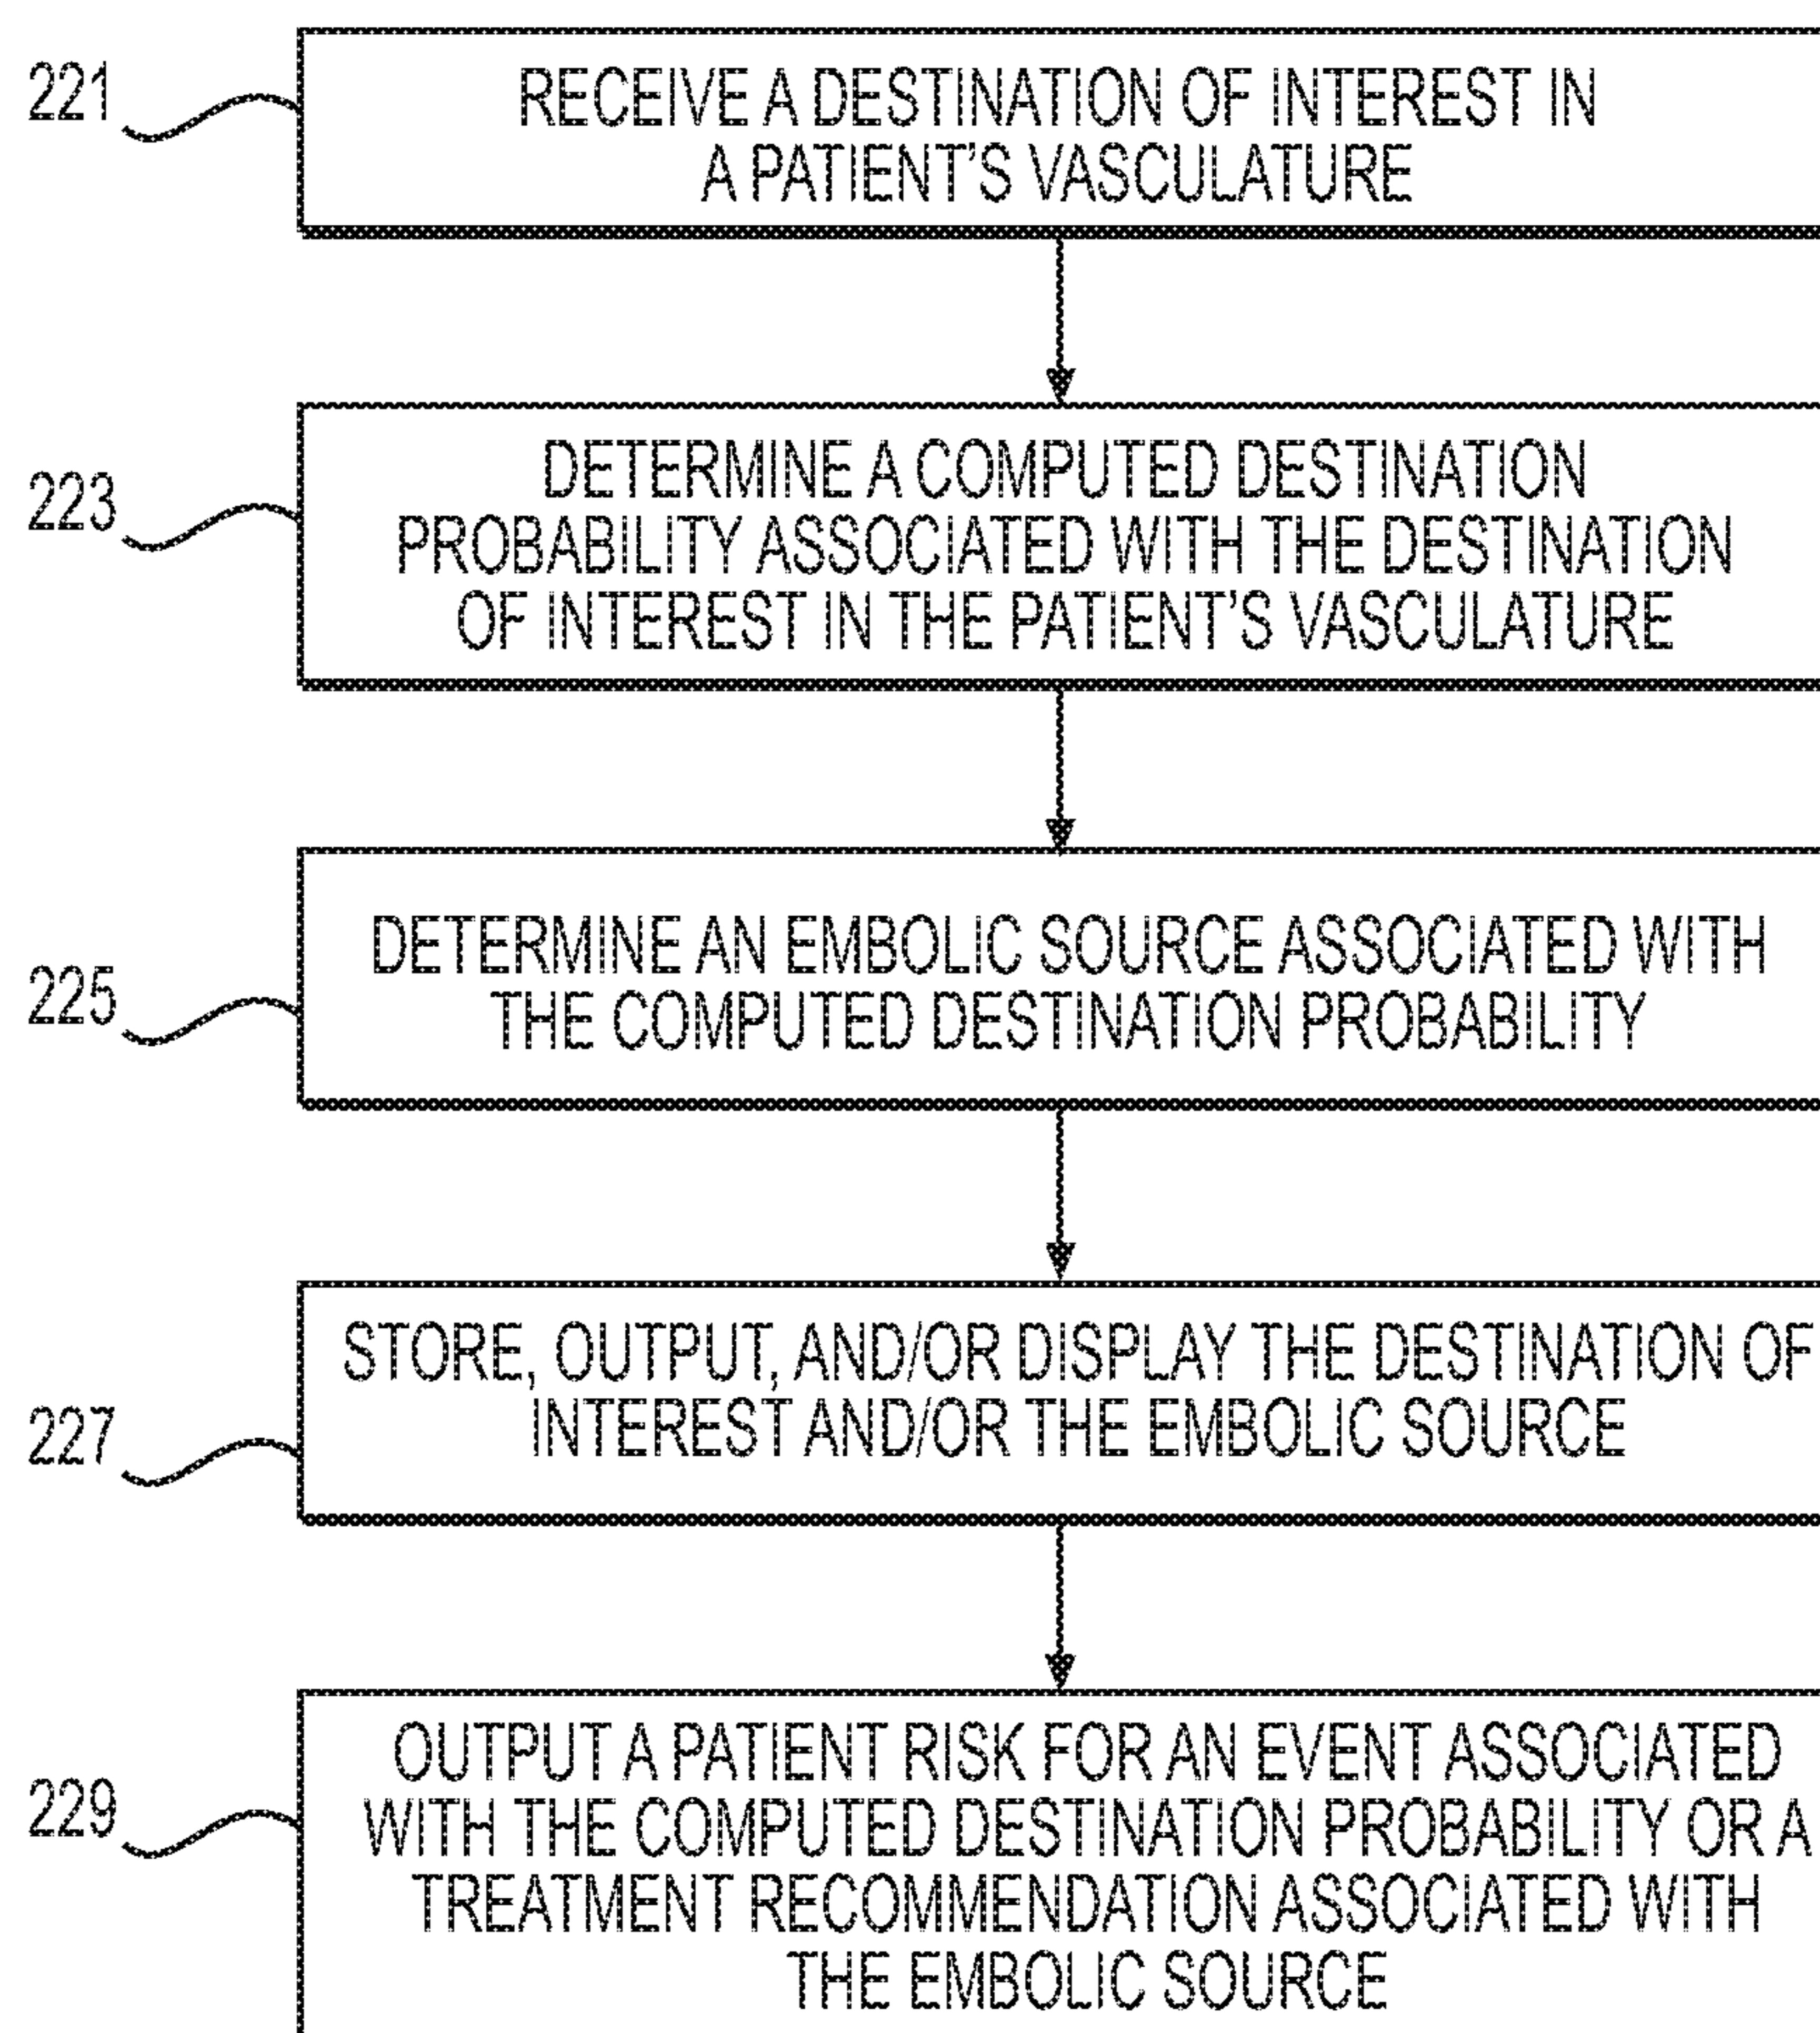 221
RECEIVE A DESTINATION OF INTEREST IN
A PATIENT'S VASCULATURE
223
DETERMINE A COMPUTED DESTINATION
PROBABILITY ASSOCIATED WITH THE DESTINATION
OF INTEREST IN THE PATIENT'S VASCULATURE
225
DETERMINE AN EMBOLIC SOURCE ASSOCIATED WITH
THE COMPUTED DESTINATION PROBABILITY
227
STORE, OUTPUT, AND/OR DISPLAY THE DESTINATION OF
INTEREST AND/OR THE EMBOLIC SOURCE
229
OUTPUT A PATIENT RISK FOR AN EVENT ASSOCIATED
WITH THE COMPUTED DESTINATION PROBABILITY OR A
TREATMENT RECOMMENDATION ASSOCIATED WITH
THE EMBOLIC SOURCE